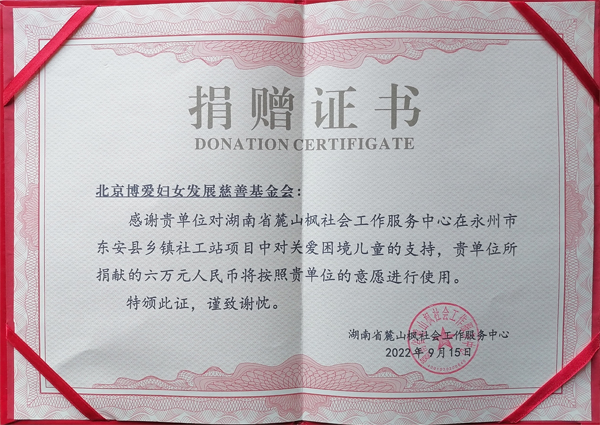 捐赠证书
DONATION CERTIFIGATE
北京博爱妇女发展慈善基金会：
感谢贵单位对湖南省麓山枫社会工作服务中心在永州市
东安县乡镇社工站项目中对关爱困境儿童的支持，贵单位所
捐献的六万元人民币将按照贵单位的意愿进行使用。
特颁此证，谨致谢忱。
湖南省麓山枫社会工作服务中心
2022年9月15日